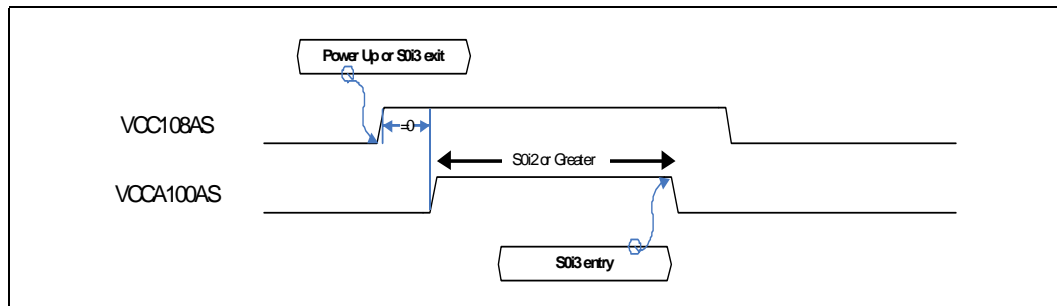 Power Up or S0i3 exit
VCC108AS
=0
S0i2 or Greater
VCCA100AS
S0i3 entry